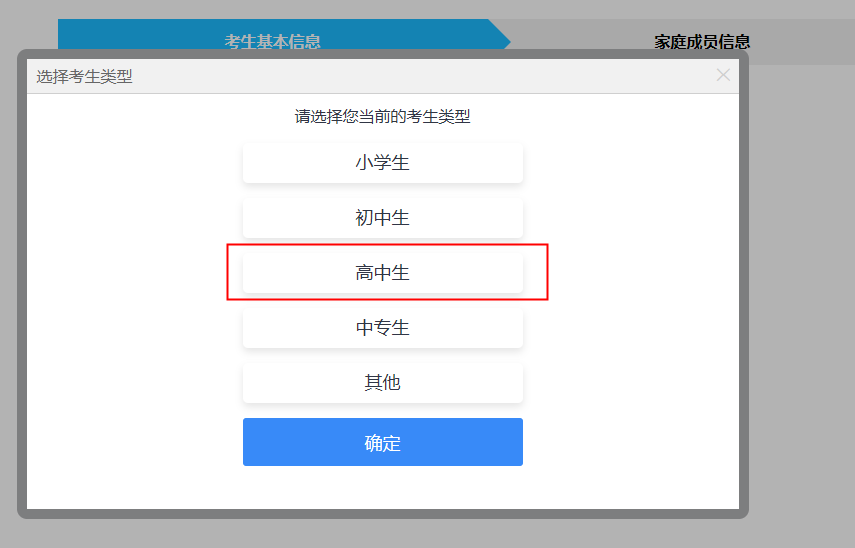 考生基本信息
家庭成员信息
选择考生类型
请选择您当前的考生类型
小学生
初中生
高中生
中专生
其他
确定